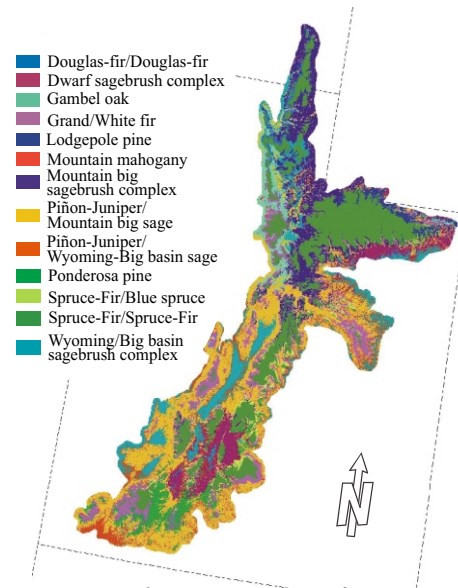 Douglas-fir/Douglas-fir
Dwarf sagebrush complex
Gambel oak
Grand/White fir
Lodgepole pine
Mountain mahogany
Mountain big
sagebrush complex
Piñon-Juniper/
Mountain big sage
Piñon-Juniper/
Wyoming-Big basin sage
Ponderosa pine
Spruce-Fir/Blue spruce
Spruce-Fir/Spruce-Fir
Wyoming/Big basin
sagebrush complex
N